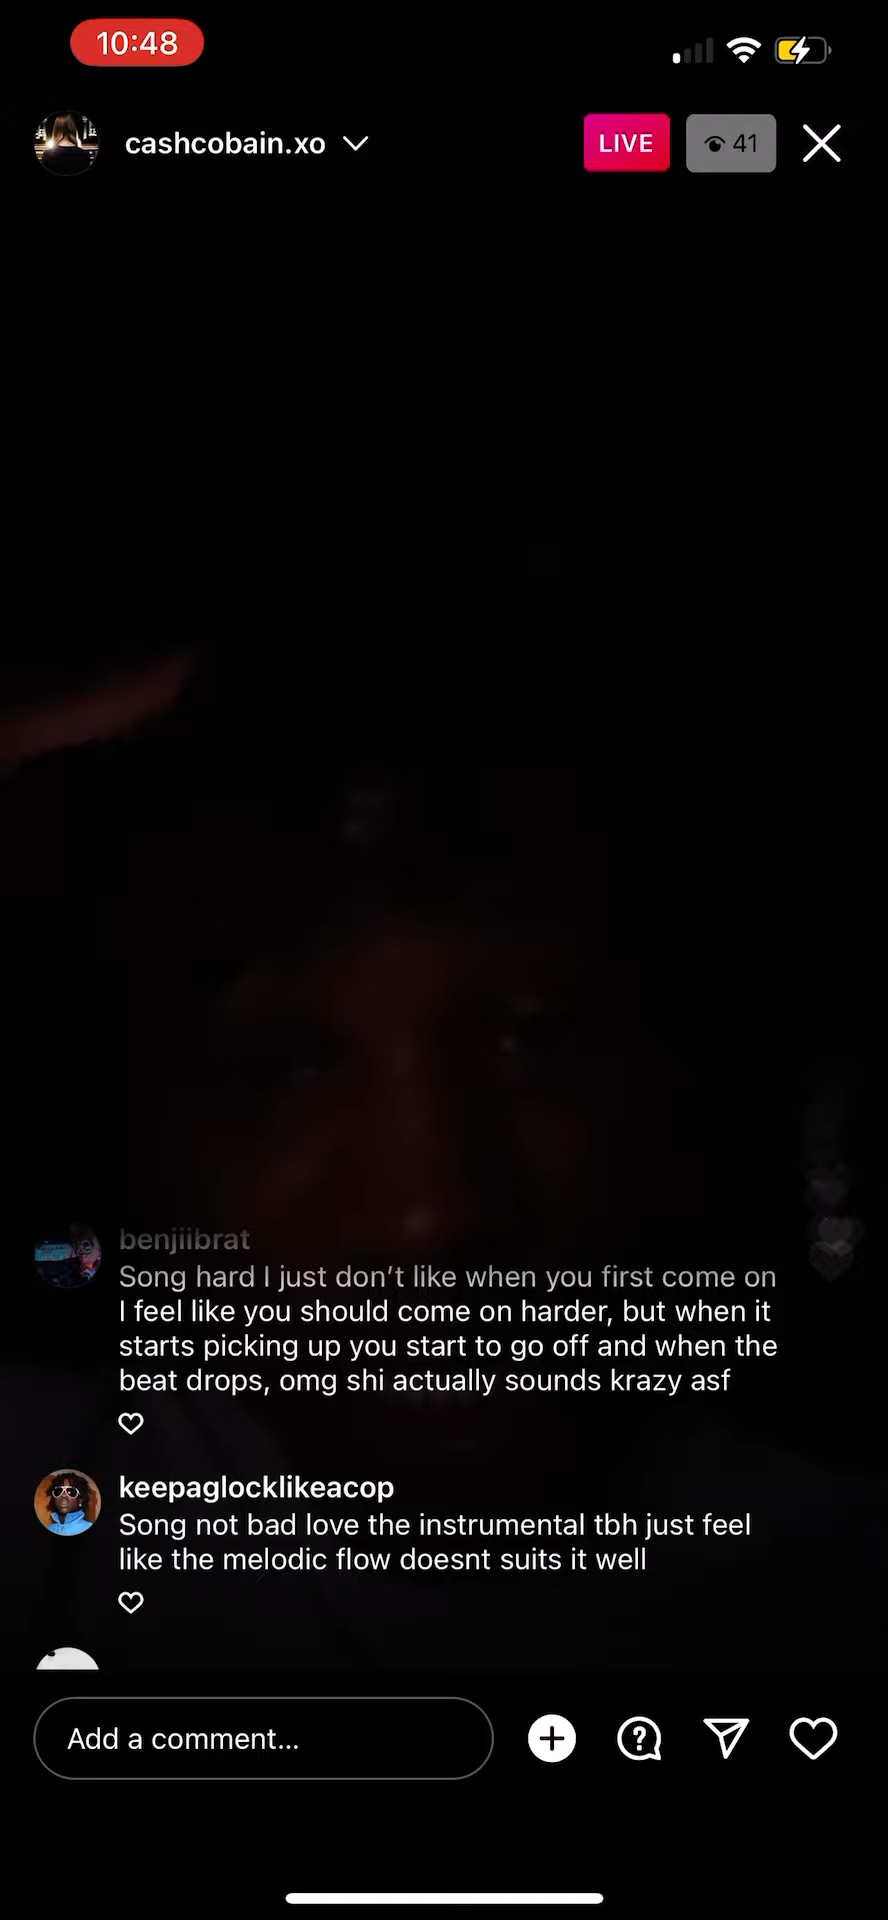 10:48
cashcobain.xo
LIVE
41
benjiibrat
Song hard I just don’t like when you first come on
I feel like you should come on harder, but when it
starts picking up you start to go off and when the
beat drops, omg shi actually sounds krazy asf
keepaglocklikeacop
Song not bad love the instrumental tbh just feel
like the melodic flow doesnt suits it well
Add a comment...